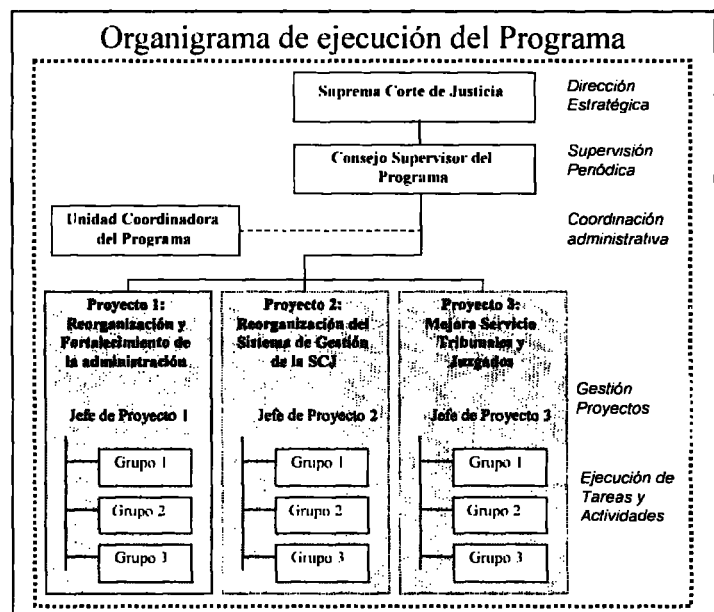 Organigrama de ejecución del Programa
Suprema Corte de Justicia
Dirección
Estratégica
Consejo Supervisor del
Programa
Supervisión
Periódica
Unidad Coordinadora
del Programa
Coordinación
administrativa
Proyecto 1:
Reorganización y
Fortalecimiento de
la administración
Jefe de Proyecto 1
Grupo 1
Grupo 2
Grupo 3
Proyecto 2:
Reorganización del
Sistema de Gestión
de la SCJ
Jefe de Proyecto 2
Grupo 1
Grupo 2
Grupo 3
Proyecto 3:
Mejora Servicio
Tribunales y
Juzgados
Jefe de Proyecto 3
Grupo 1
Grupo 2
Grupo 3
Gestión
Proyectos
Ejecución de
Tareas y
Actividades